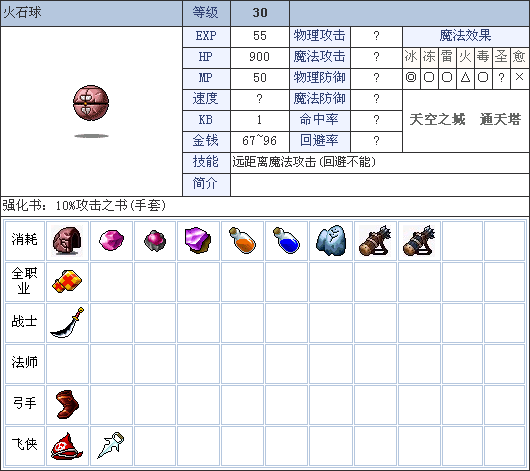 火石球 等级 30
EXP 55 物理攻击 ? 魔法效果
HP 900 魔法攻击 ? 冰 冻 雷 火 毒 圣 愈
MP 50 物理防御 ? ◎ ○ ○ △ ○ ? ×
速度 ? 魔法防御 ? 天空之城 通天塔
KB 1 命中率 ?
金钱 67~96 回避率 ?
技能 远距离魔法攻击(回避不能)
简介
强化书: 10%攻击之书(手套)
消耗
全职业
战士
法师
弓手
飞侠